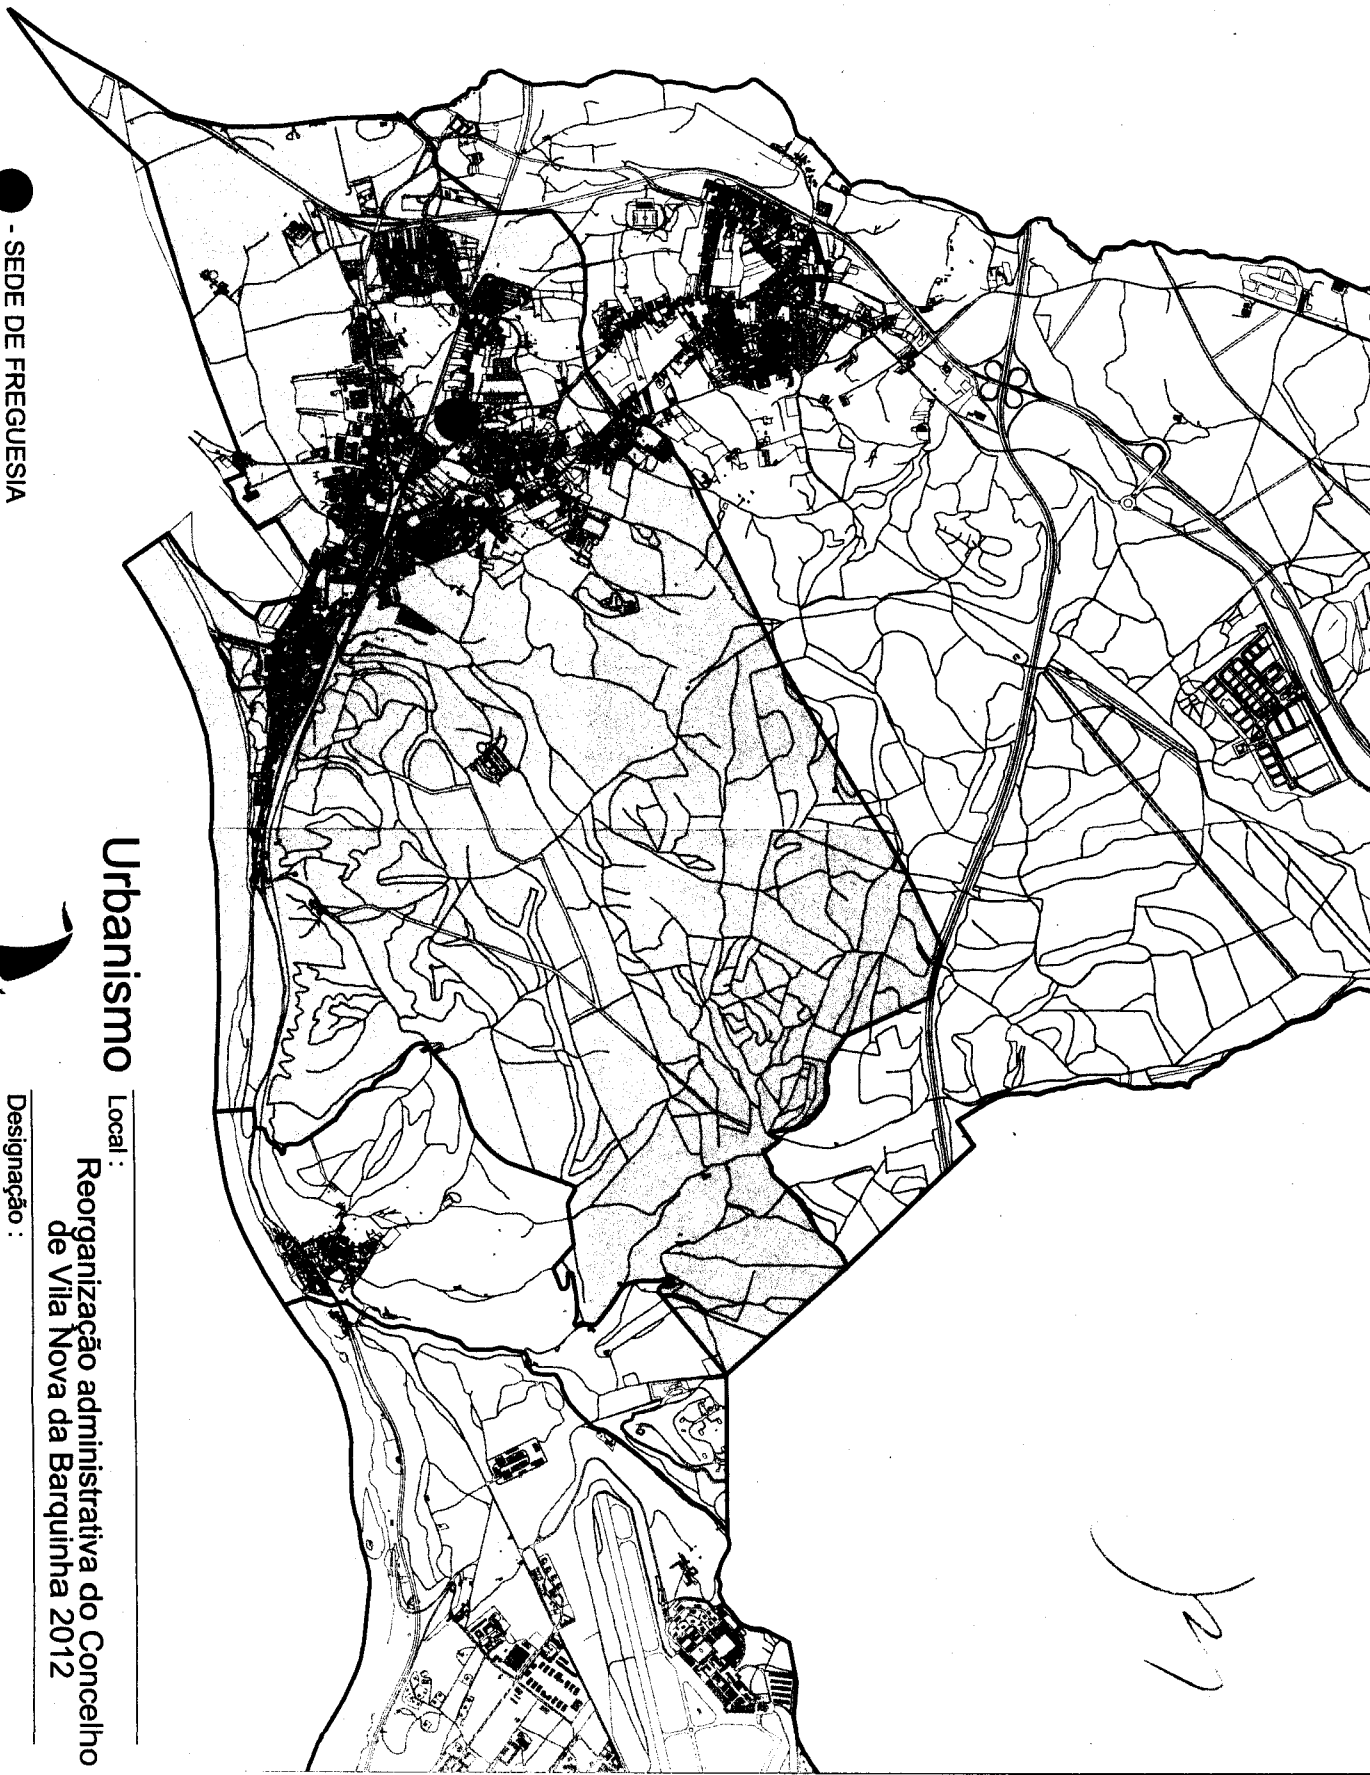 - SEDE DE FREGUESIA
Urbanismo
Local :
Reorganização administrativa do Concelho
de Vila Nova da Barquinha 2012
Designação :